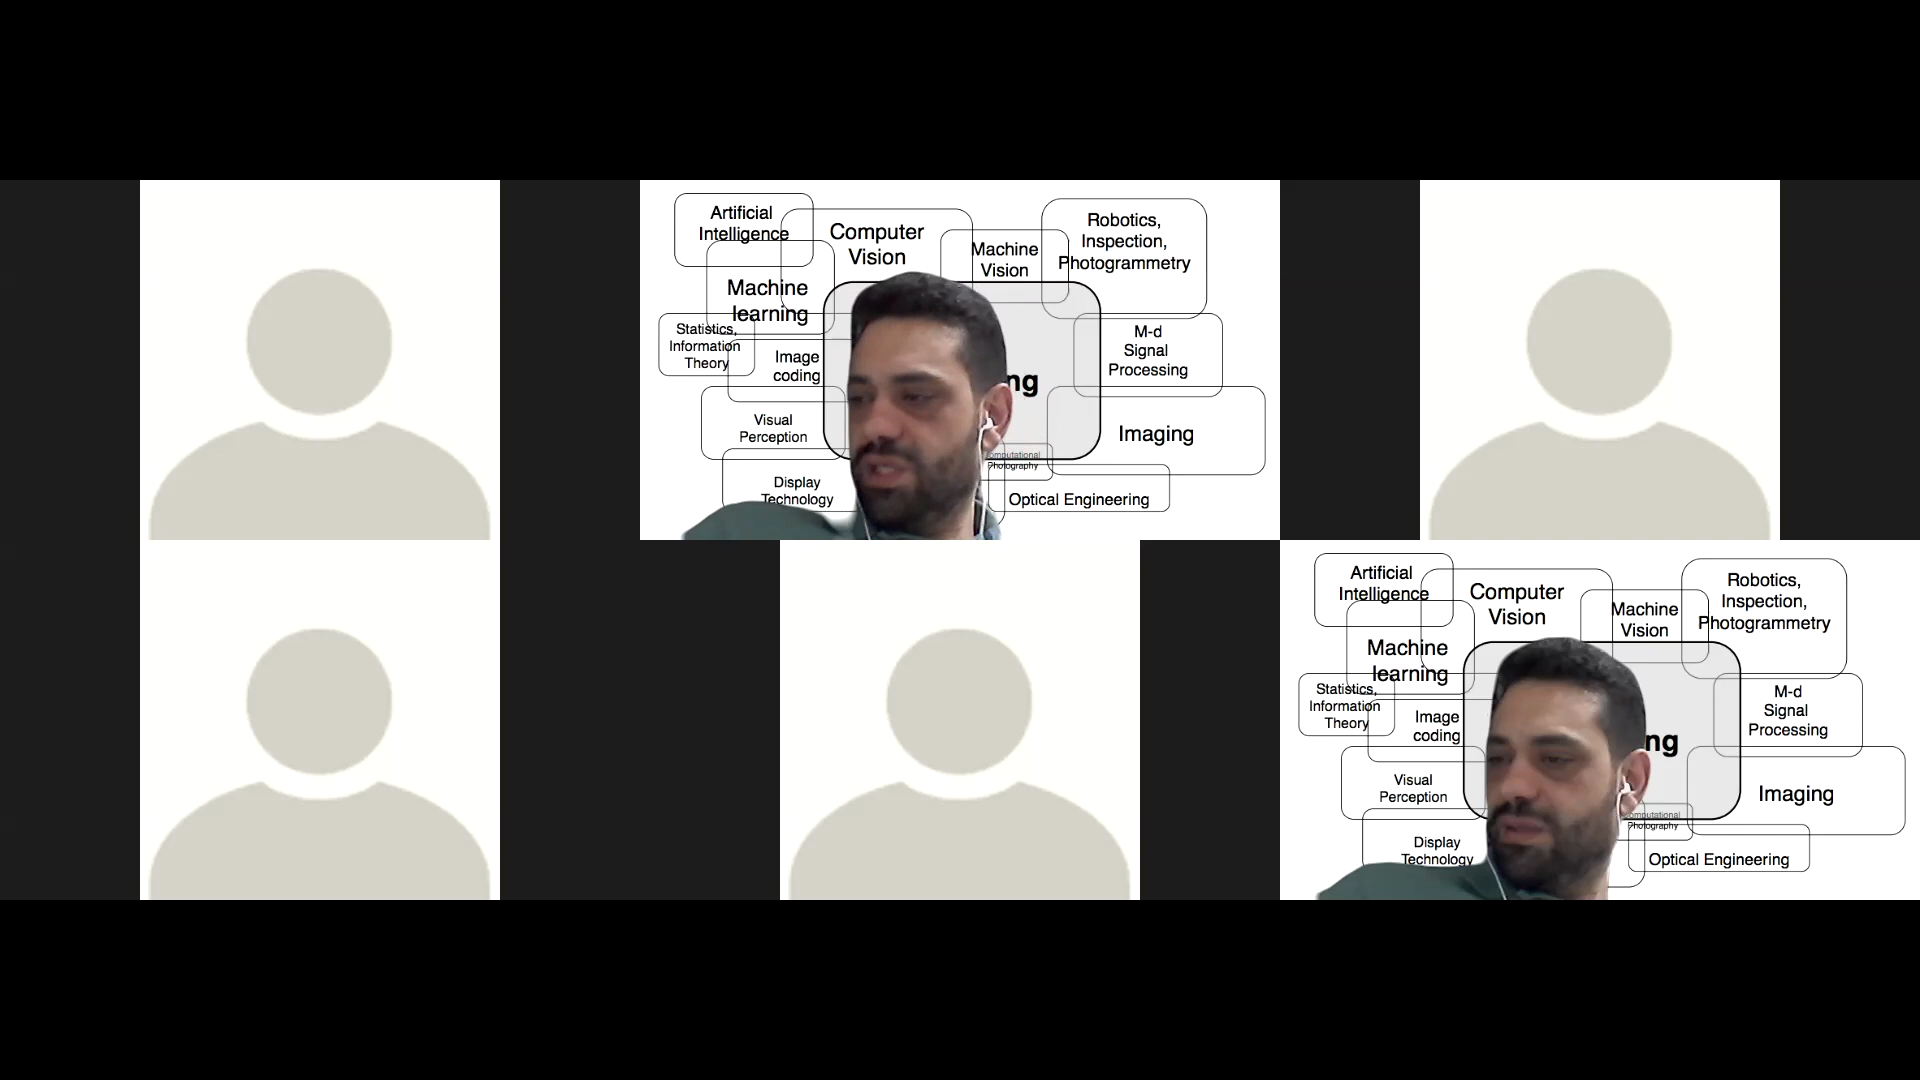 Artificial
Intelligence
Computer
Vision
Machine
Vision
Robotics,
Inspection,
Photogrammetry
Machine
learning
Statistics,
Information
Theory
Image
coding
ng
M-d
Signal
Processing
Visual
Perception
Imaging
Photography
Display
Technology
Optical Engineering
Artificial
Intelligence
Computer
Vision
Machine
Vision
Robotics,
Inspection,
Photogrammetry
Machine
learning
Statistics,
Information
Theory
Image
coding
ng
M-d
Signal
Processing
Visual
Perception
Imaging
Photography
Display
Technology
Optical Engineering